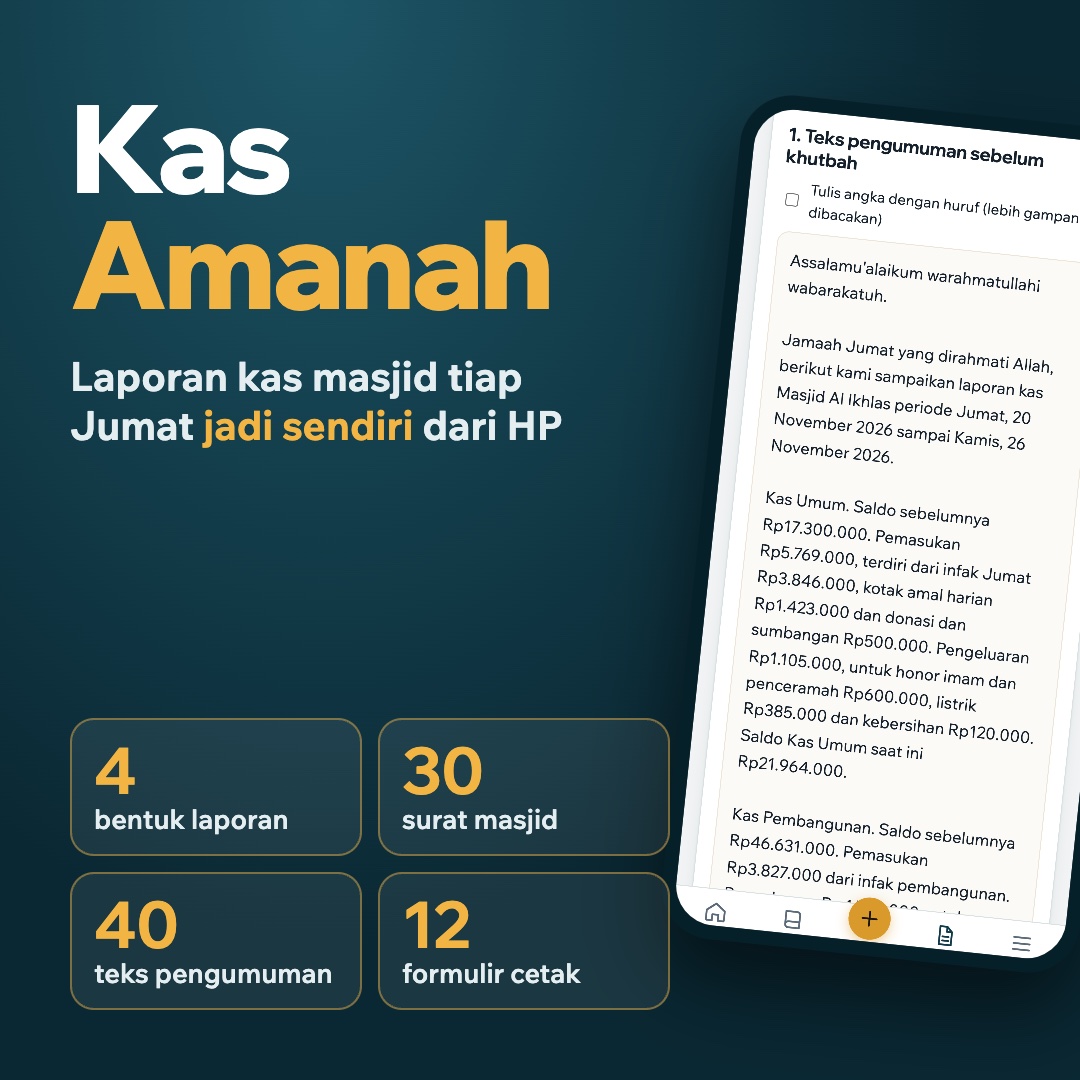 Kas
Amanah
Laporan kas masjid tiap
Jumat jadi sendiri dari HP
4
bentuk laporan
30
surat masjid
40
teks pengumuman
12
formulir cetak
1. Teks pengumuman sebelum
khutbah
Tulis angka dengan huruf (lebih gampan
dibacakan)
Assalamu'alaikum warahmatullahi
wabarakatuh.
Jamaah Jumat yang dirahmati Allah,
berikut kami sampaikan laporan kas
Masjid Al Ikhlas periode Jumat, 20
November 2026 sampai Kamis, 26
November 2026.
Kas Umum. Saldo sebelumnya
Rp17.300.000. Pemasukan
Rp5.769.000, terdiri dari infak Jumat
Rp3.846.000, kotak amal harian
Rp1.423.000 dan donasi dan
sumbangan Rp500.000. Pengeluaran
Rp1.105.000, untuk honor imam dan
penceramah Rp600.000, listrik
Rp385.000 dan kebersihan Rp120.000.
Saldo Kas Umum saat ini
Rp21.964.000.
Kas Pembangunan. Saldo sebelumnya
Rp46.631.000. Pemasukan
Rp3.827.000 dari infak pembangunan.